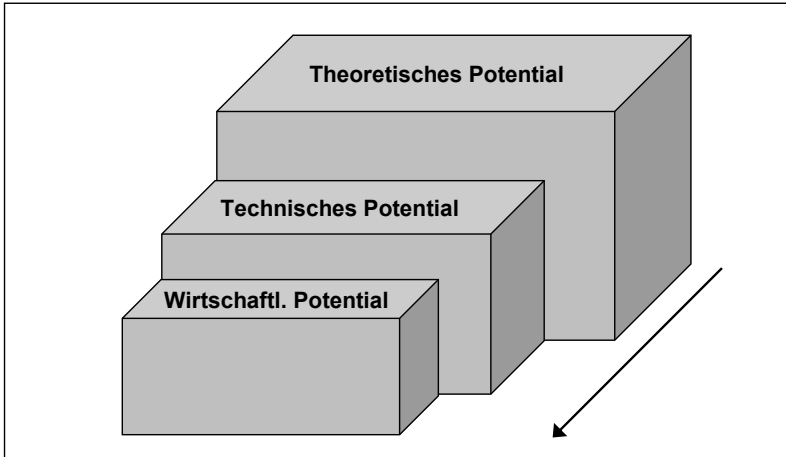 Theoretisches Potential
Technisches Potential
Wirtschaftl. Potential